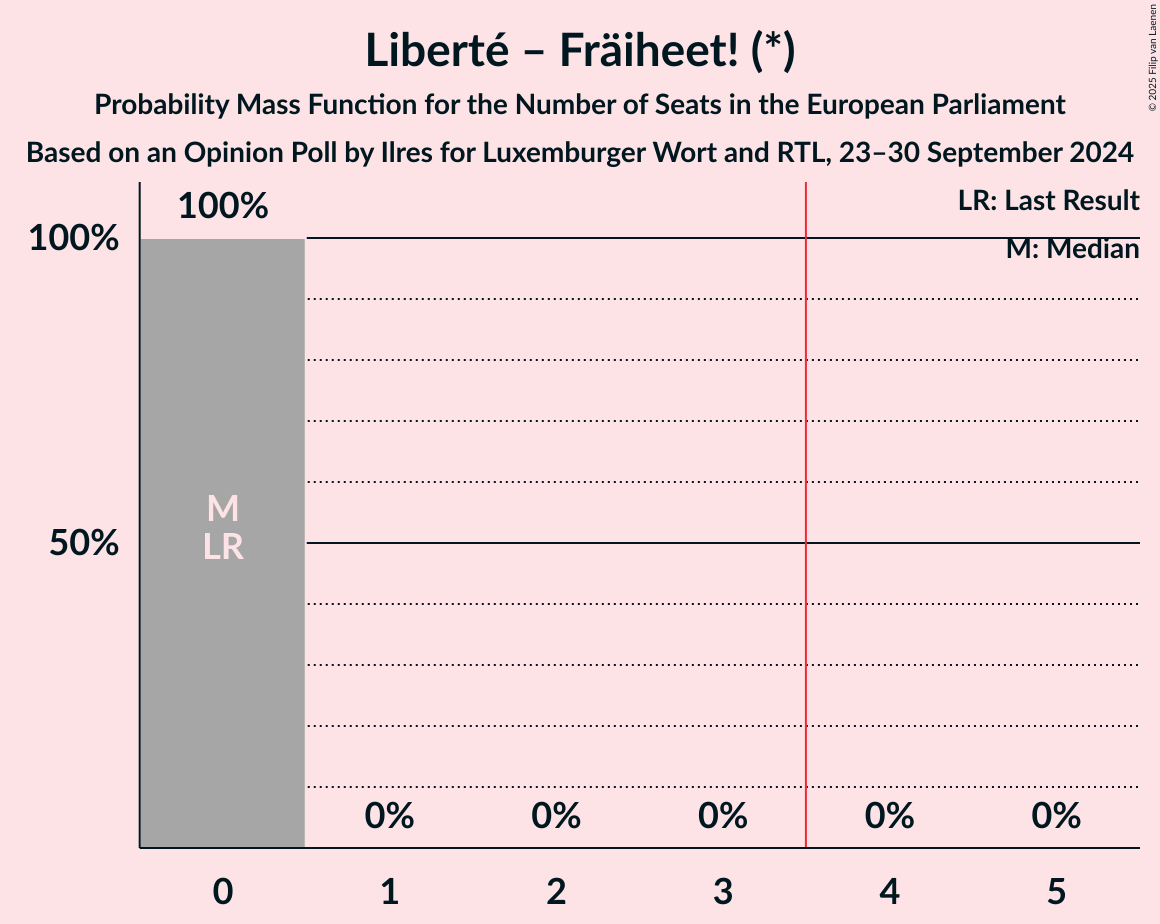 Liberté – Fräiheet! (*)
Probability Mass Function for the Number of Seats in the European Parliament
Based on an Opinion Poll by Ilres for Luxemburger Wort and RTL, 23–30 September 2024
© 2025 Filip van Laenen
LR: Last Result
M: Median
100%
100%
50%
M
LR
0% 0% 0% 0% 0%
0 1 2 3 4 5